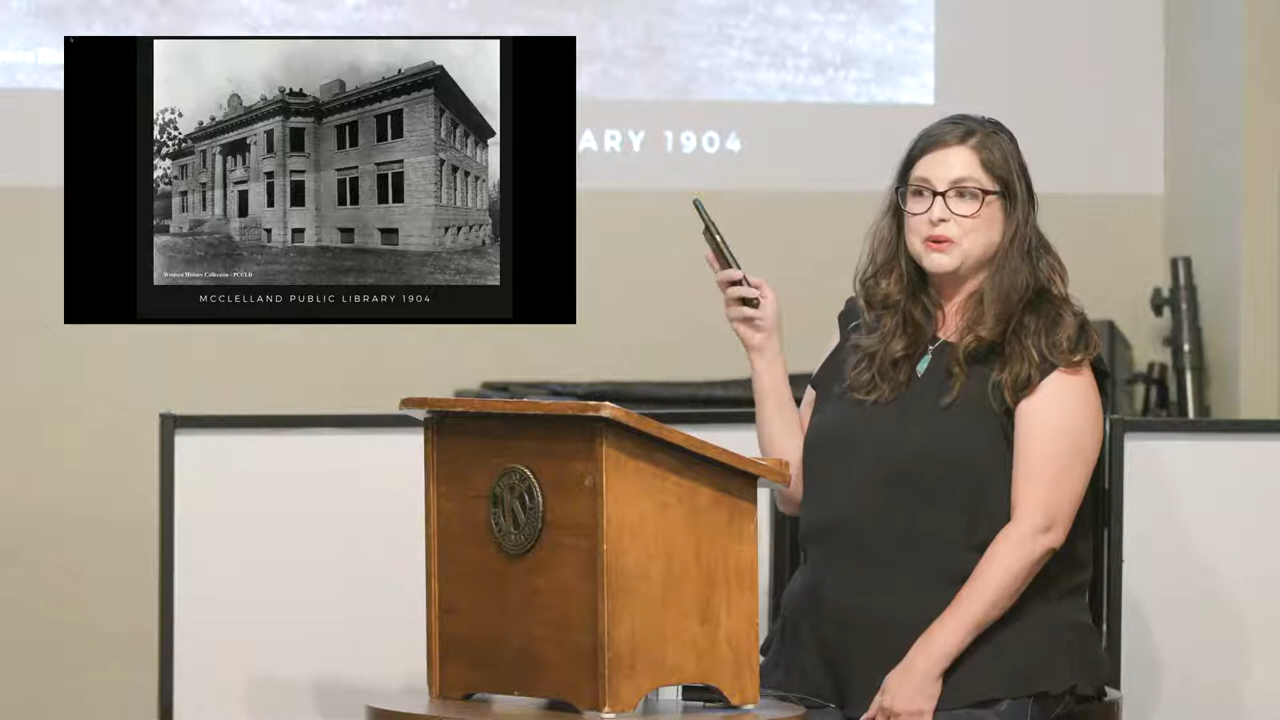 Western History Collection - PCCLD
MCCLELLAND PUBLIC LIBRARY 1904
ARY 1904
K